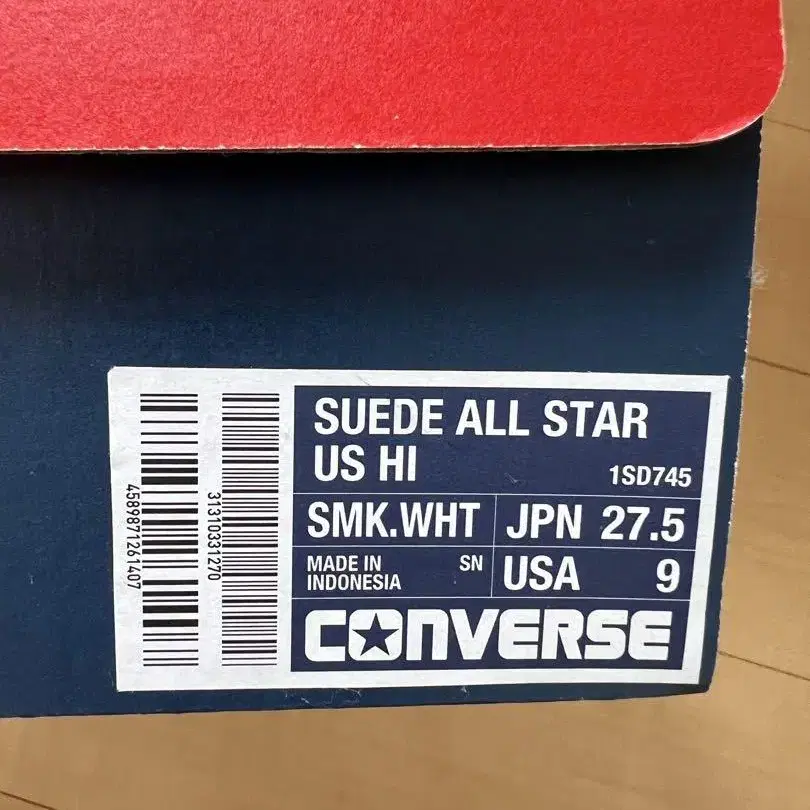 SUEDE ALL STAR
US HI 1SD745
SMK.WHT JPN 27.5
MADE IN
INDONESIA SN USA 9
CONVERSE
4589871261407
31310331270